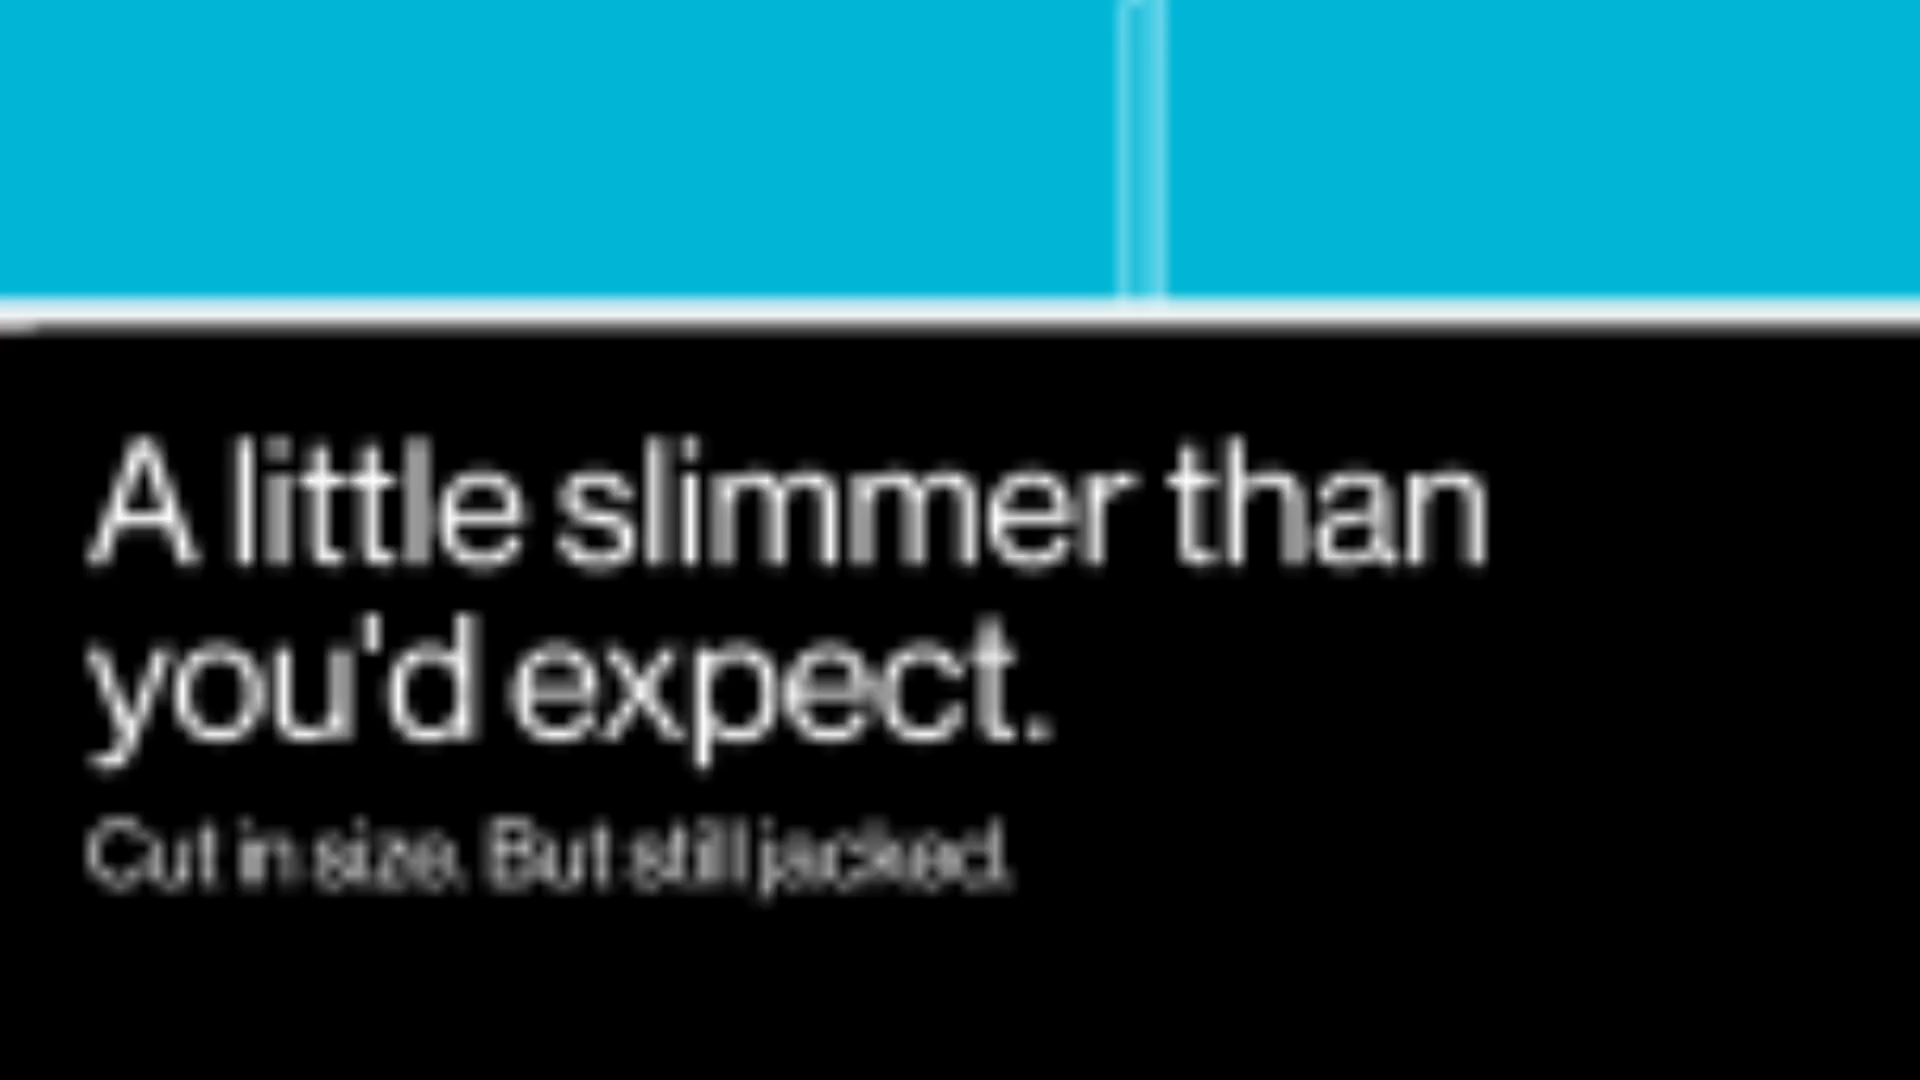 A little slimmer than
you'd expect.
Cut in size. But still jacked.